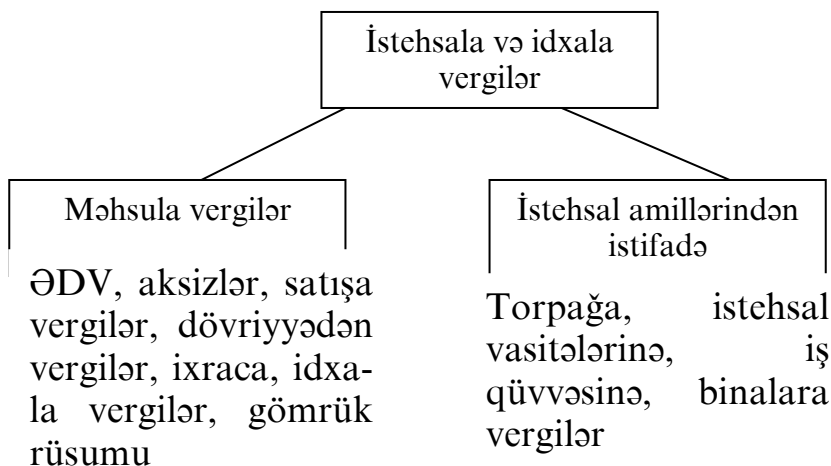 İstehsala və idxala
vergilər
Məhsula vergilər
ƏDV, aksizlər, satışa
vergilər, dövriyyədən
vergilər, ixraca, idxa-
la vergilər, gömrük
rüsumu
İstehsal amillərindən
istifadə
Torpağa, istehsal
vasitələrinə, iş
qüvvəsinə, binalara
vergilər